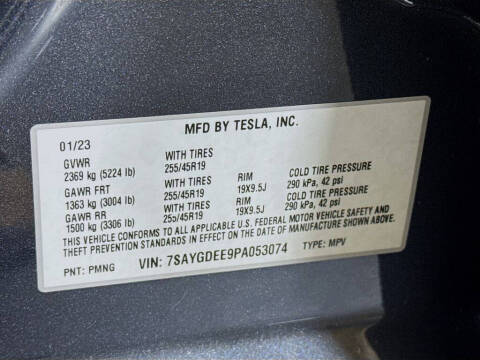 MFD BY TESLA, INC.
01/23
GVWR WITH TIRES
2369 kg (5224 lb) 255/45R19
GAWR FRT WITH TIRES RIM COLD TIRE PRESSURE
1363 kg (3004 lb) 255/45R19 19X9.5J 290 kPa, 42 psi
GAWR RR WITH TIRES RIM COLD TIRE PRESSURE
1500 kg (3306 lb) 255/45R19 19X9.5J 290 kPa, 42 psi
THIS VEHICLE CONFORMS TO ALL APPLICABLE U.S. FEDERAL MOTOR VEHICLE SAFETY AND
THEFT PREVENTION STANDARDS IN EFFECT ON THE DATE OF MANUFACTURE SHOWN ABOVE.
PNT: PMNG VIN: 7SAYGDEE9PA053074 TYPE: MPV